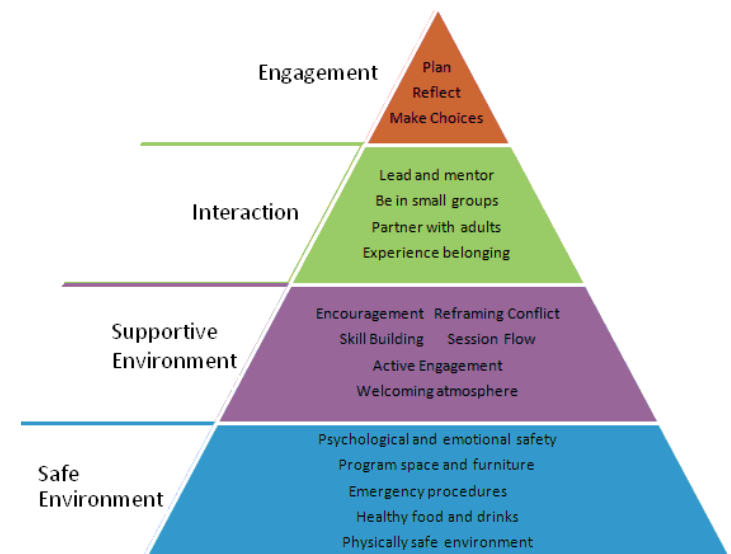 Engagement
Plan
Reflect
Make Choices
Interaction
Lead and mentor
Be in small groups
Partner with adults
Experience belonging
Supportive
Environment
Encouragement Reframing Conflict
Skill Building Session Flow
Active Engagement
Welcoming atmosphere
Safe
Environment
Psychological and emotional safety
Program space and furniture
Emergency procedures
Healthy food and drinks
Physically safe environment